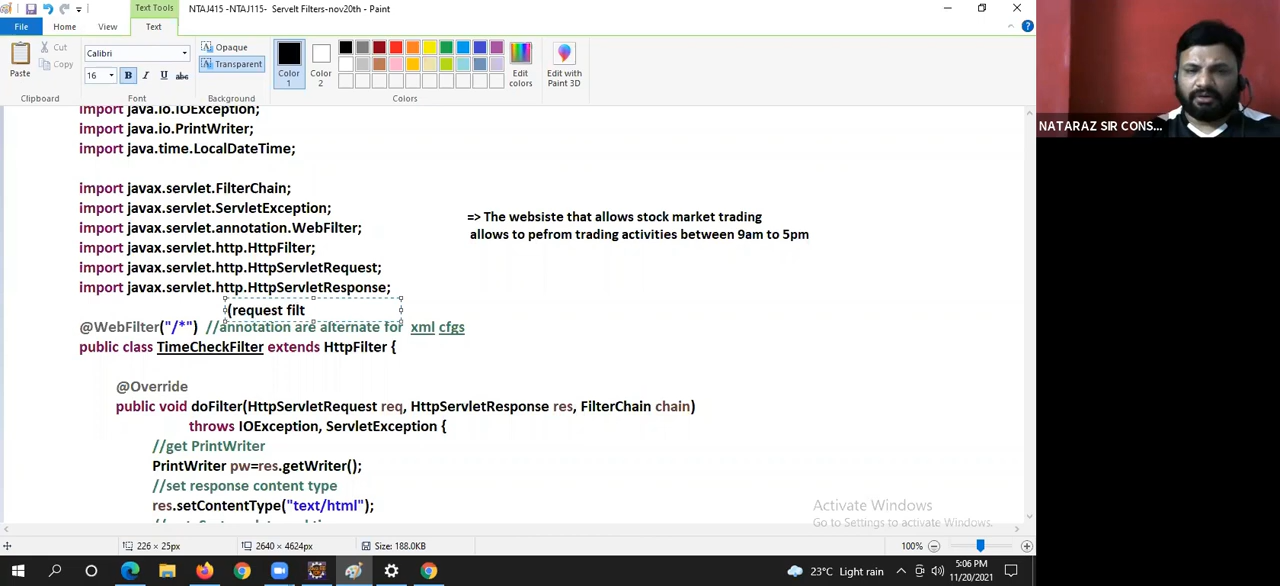 Text Tools
NTAJ415 -NTAJ115- Servelt Filters-nov20th - Paint
File
Home
View
Text
Paste
Cut
Copy
Clipboard
Calibri
16
B I U abc
Font
Opaque
Transparent
Background
Color 1
Color 2
Edit colors
Edit with Paint 3D
Colors
NATARAZ SIR CONS...
import java.io.IOException;
import java.io.PrintWriter;
import java.time.LocalDateTime;
import javax.servlet.FilterChain;
import javax.servlet.ServletException;
import javax.servlet.annotation.WebFilter;
import javax.servlet.http.HttpFilter;
import javax.servlet.http.HttpServletRequest;
import javax.servlet.http.HttpServletResponse;
=> The websiste that allows stock market trading
allows to pefrom trading activities between 9am to 5pm
(request filt
@WebFilter("/*") //annotation are alternate for xml cfgs
public class TimeCheckFilter extends HttpFilter {
@Override
public void doFilter(HttpServletRequest req, HttpServletResponse res, FilterChain chain)
throws IOException, ServletException {
//get PrintWriter
PrintWriter pw=res.getWriter();
//set response content type
res.setContentType("text/html");
Activate Windows
Go to Settings to activate Windows.
226 × 25px
2640 × 4624px
Size: 188.0KB
100%
23°C Light rain
5:06 PM
11/20/2021